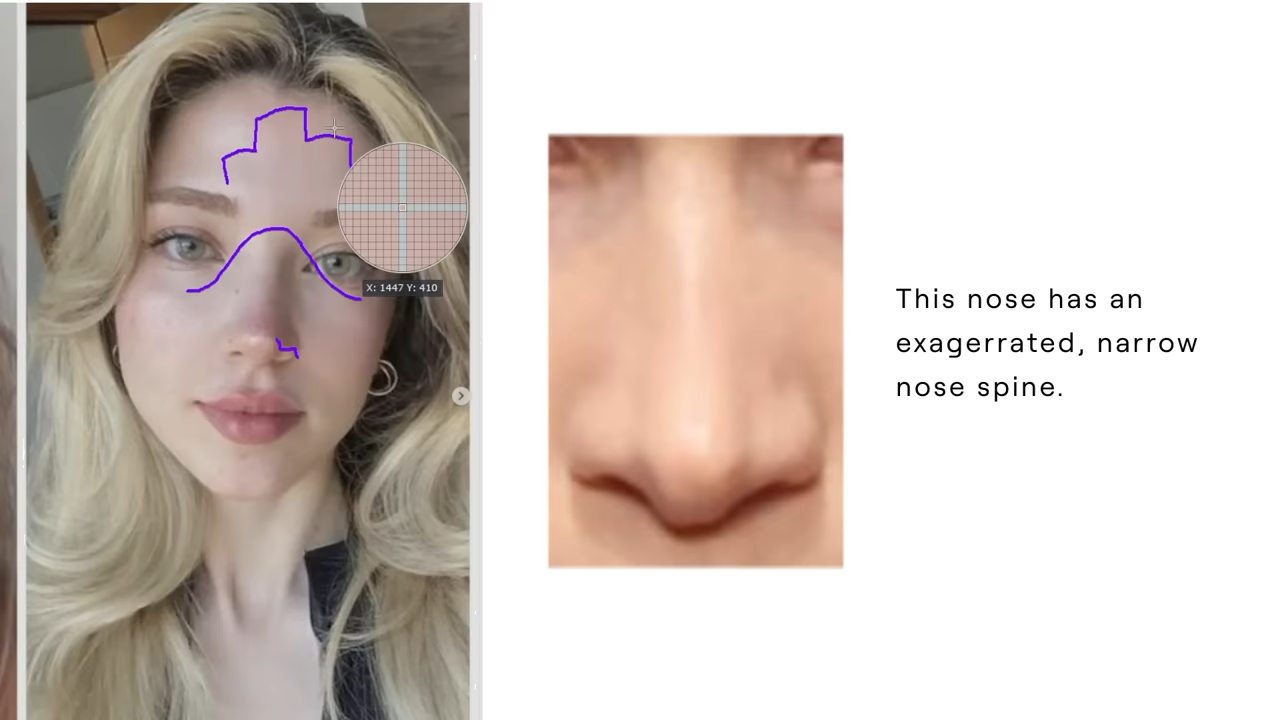 X: 1447 Y: 410
This nose has an
exagerrated, narrow
nose spine.